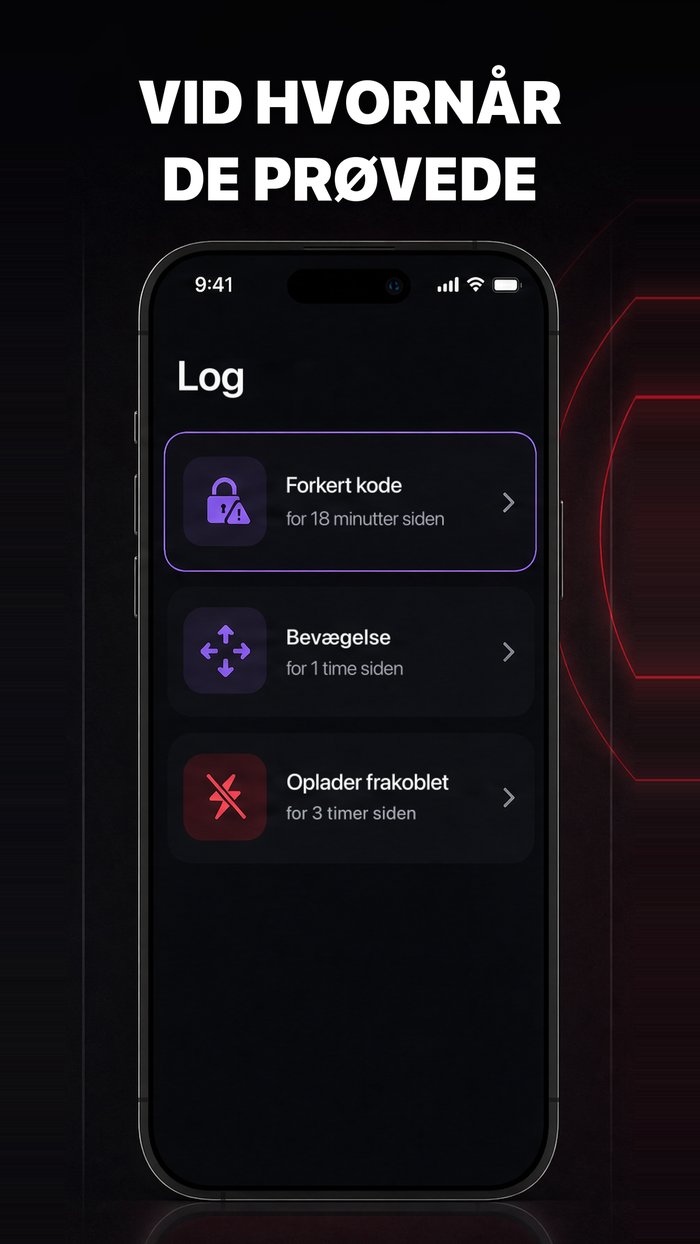 VID HVORNÅR
DE PRØVEDE
9:41
Log
Forkert kode
for 18 minutter siden
Bevægelse
for 1 time siden
Oplader frakoblet
for 3 timer siden